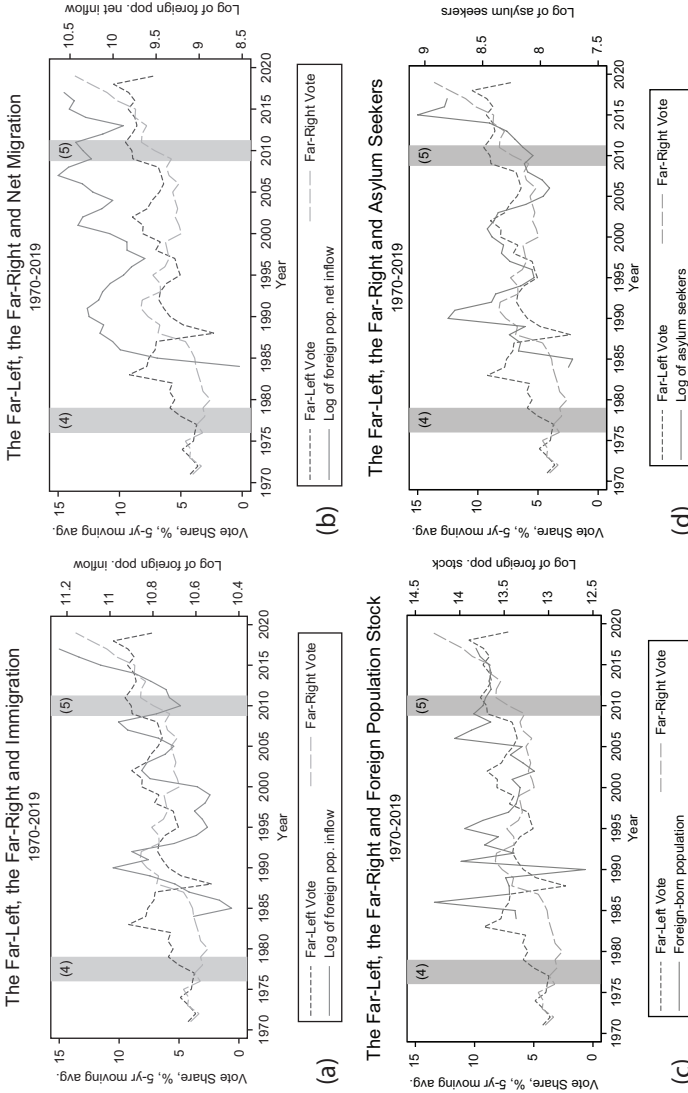 The Far-Left, the Far-Right and Immigration
1970-2019
Vote Share, %, 5-yr moving avg.
15
10
5
0
(4)
(5)
Log of foreign pop. inflow
11.2
11
10.8
10.6
10.4
1970
1975
1980
1985
1990
1995
2000
2005
2010
2015
2020
Year
(a)
Far-Left Vote
Far-Right Vote
Log of foreign pop. inflow
The Far-Left, the Far-Right and Net Migration
1970-2019
Vote Share, %, 5-yr moving avg.
15
10
5
0
(4)
(5)
Log of foreign pop. net inflow
10.5
10
9.5
9
8.5
1970
1975
1980
1985
1990
1995
2000
2005
2010
2015
2020
Year
(b)
Far-Left Vote
Far-Right Vote
Log of foreign pop. net inflow
The Far-Left, the Far-Right and Foreign Population Stock
1970-2019
Vote Share, %, 5-yr moving avg.
15
10
5
0
(4)
(5)
Log of foreign pop. stock
14.5
14
13.5
13
12.5
1970
1975
1980
1985
1990
1995
2000
2005
2010
2015
2020
Year
(c)
Far-Left Vote
Far-Right Vote
Foreign-born population
The Far-Left, the Far-Right and Asylum Seekers
1970-2019
Vote Share, %, 5-yr moving avg.
15
10
5
0
(4)
(5)
Log of asylum seekers
9
8.5
8
7.5
1970
1975
1980
1985
1990
1995
2000
2005
2010
2015
2020
Year
(d)
Far-Left Vote
Far-Right Vote
Log of asylum seekers